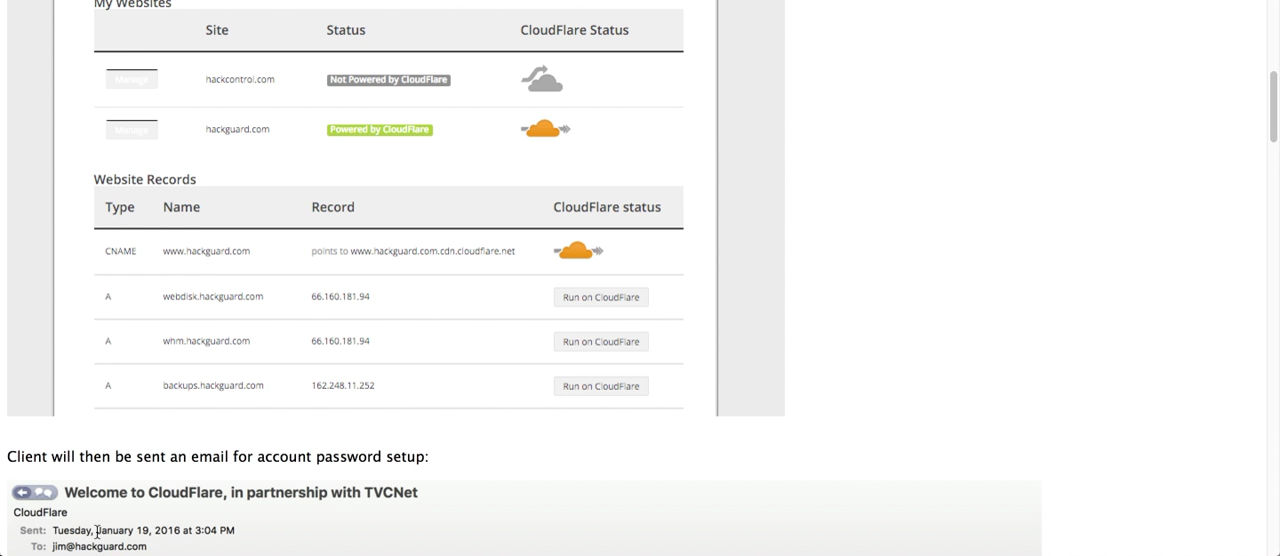 My Websites
Site Status CloudFlare Status
Manage hackcontrol.com Not Powered by CloudFlare
Manage hackguard.com Powered by CloudFlare
Website Records
Type Name Record CloudFlare status
CNAME www.hackguard.com points to www.hackguard.com.cdn.cloudflare.net
A webdisk.hackguard.com 66.160.181.94 Run on CloudFlare
A whm.hackguard.com 66.160.181.94 Run on CloudFlare
A backups.hackguard.com 162.248.11.252 Run on CloudFlare
Client will then be sent an email for account password setup:
Welcome to CloudFlare, in partnership with TVCNet
CloudFlare
Sent: Tuesday, January 19, 2016 at 3:04 PM
To: jim@hackguard.com